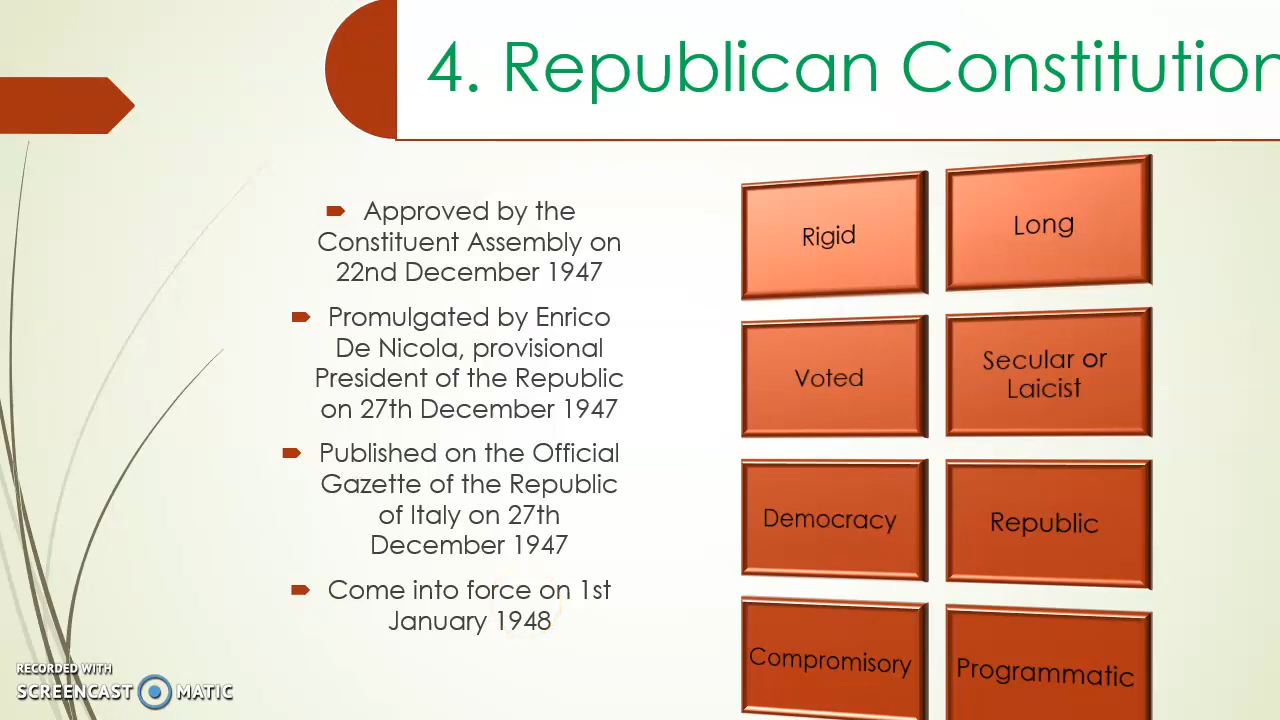 4. Republican Constitution
Approved by the
Constituent Assembly on
22nd December 1947
Promulgated by Enrico
De Nicola, provisional
President of the Republic
on 27th December 1947
Published on the Official
Gazette of the Republic
of Italy on 27th
December 1947
Come into force on 1st
January 1948
Rigid
Long
Voted
Secular or
Laicist
Democracy
Republic
Compromisory
Programmatic
RECORDED WITH
SCREENCAST MATIC